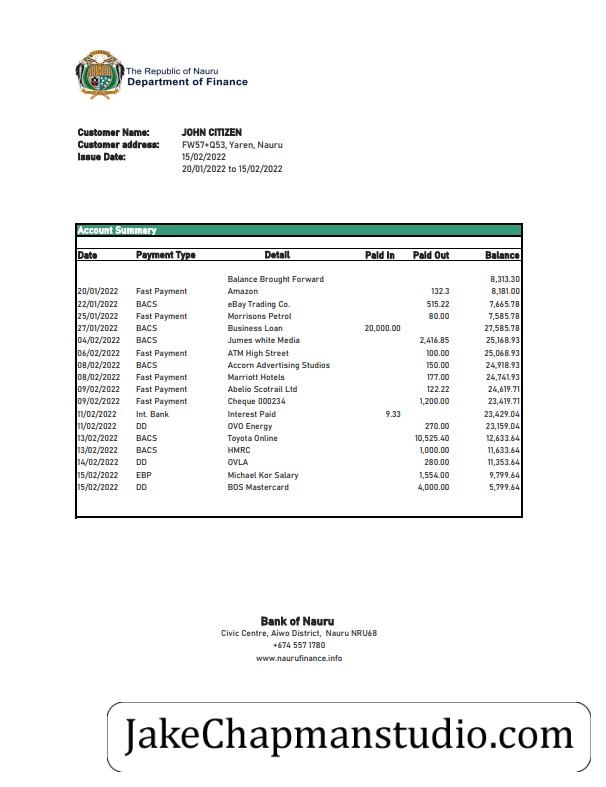 The Republic of Nauru
Department of Finance
Customer Name: JOHN CITIZEN
Customer address: FW57+Q53, Yaren, Nauru
Issue Date: 15/02/2022
20/01/2022 to 15/02/2022
Account Summary
Date Payment Type Detail Paid In Paid Out Balance
Balance Brought Forward 8,313.30
20/01/2022 Fast Payment Amazon 132.3 8,181.00
22/01/2022 BACS eBay Trading Co. 515.22 7,665.78
25/01/2022 Fast Payment Morrisons Petrol 80.00 7,585.78
27/01/2022 BACS Business Loan 20,000.00 27,585.78
04/02/2022 BACS Jumes white Media 2,416.85 25,168.93
06/02/2022 Fast Payment ATM High Street 100.00 25,068.93
08/02/2022 BACS Accorn Advertising Studios 150.00 24,918.93
08/02/2022 Fast Payment Marriott Hotels 177.00 24,741.93
09/02/2022 Fast Payment Abelio Scotrail Ltd 122.22 24,619.71
09/02/2022 Fast Payment Cheque 000234 1,200.00 23,419.71
11/02/2022 Int. Bank Interest Paid 9.33 23,429.04
11/02/2022 DD OVO Energy 270.00 23,159.04
13/02/2022 BACS Toyota Online 10,525.40 12,633.64
13/02/2022 BACS HMRC 1,000.00 11,633.64
14/02/2022 DD OVLA 280.00 11,353.64
15/02/2022 EBP Michael Kor Salary 1,554.00 9,799.64
15/02/2022 DD BOS Mastercard 4,000.00 5,799.64
Bank of Nauru
Civic Centre, Aiwo District, Nauru NRU68
+674 557 1780
www.naurufinance.info
JakeChapmanstudio.com